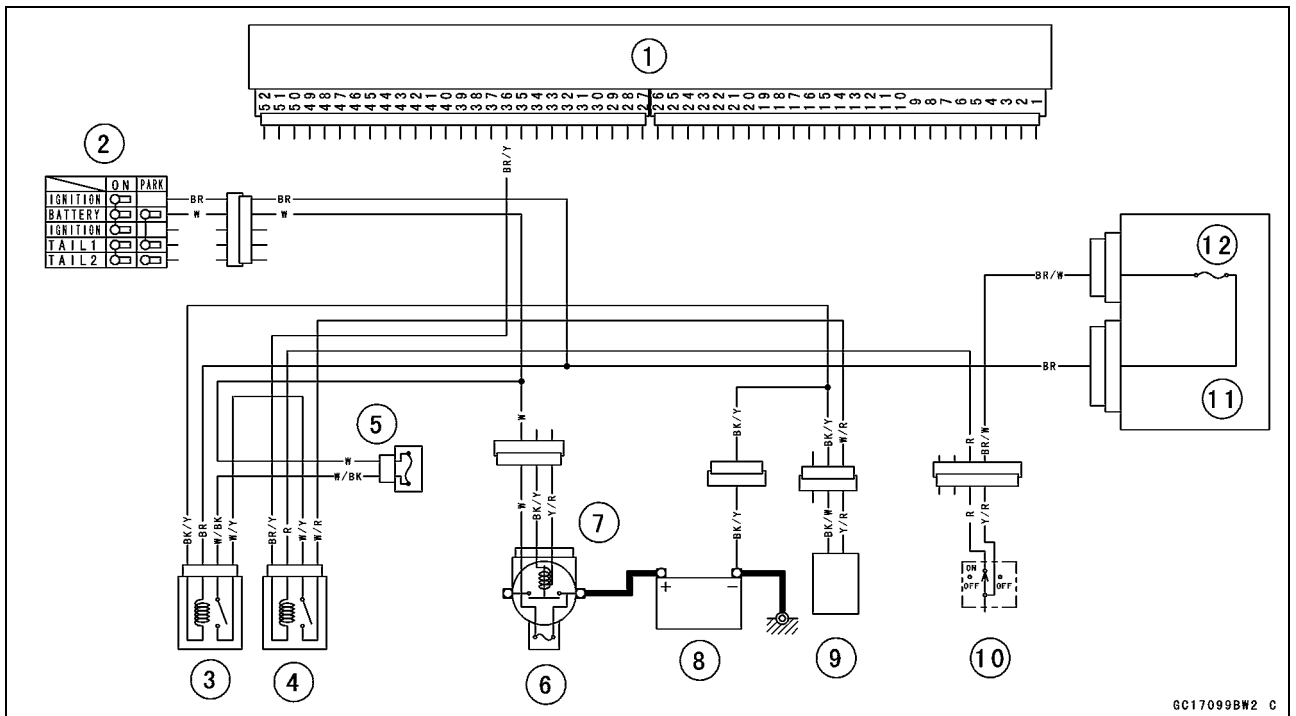 1
52 51 50 49 48 47 46 45 44 43 42 41 40 39 38 37 36 35 34 33 32 31 30 29 28 27 26 25 24 23 22 21 20 19 18 17 16 15 14 13 12 11 10 9 8 7 6 5 4 3 2 1
2
BR/Y
ON PARK
IGNITION BR BR
BATTERY W W
IGNITION
TAIL1
TAIL2
12
BR/W
BR
11
5
W
W/BK
W
BK/Y
BK/Y
W/R
R
BR/W
BK/Y
BR
W/BK
W/Y
BR/Y
R
W/Y
W/R
W
BK/Y
Y/R
7
BK/Y
BK/W
Y/R
R
Y/R
ON
OFF
OFF
+
−
3
4
6
8
9
10
GC17099BW2 C